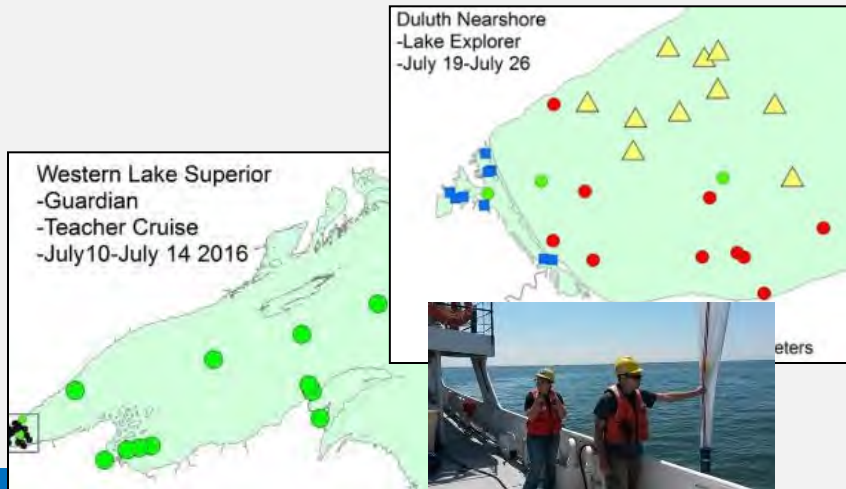 Duluth Nearshore
-Lake Explorer
-July 19-July 26
Western Lake Superior
-Guardian
-Teacher Cruise
-July10-July 14 2016
eters